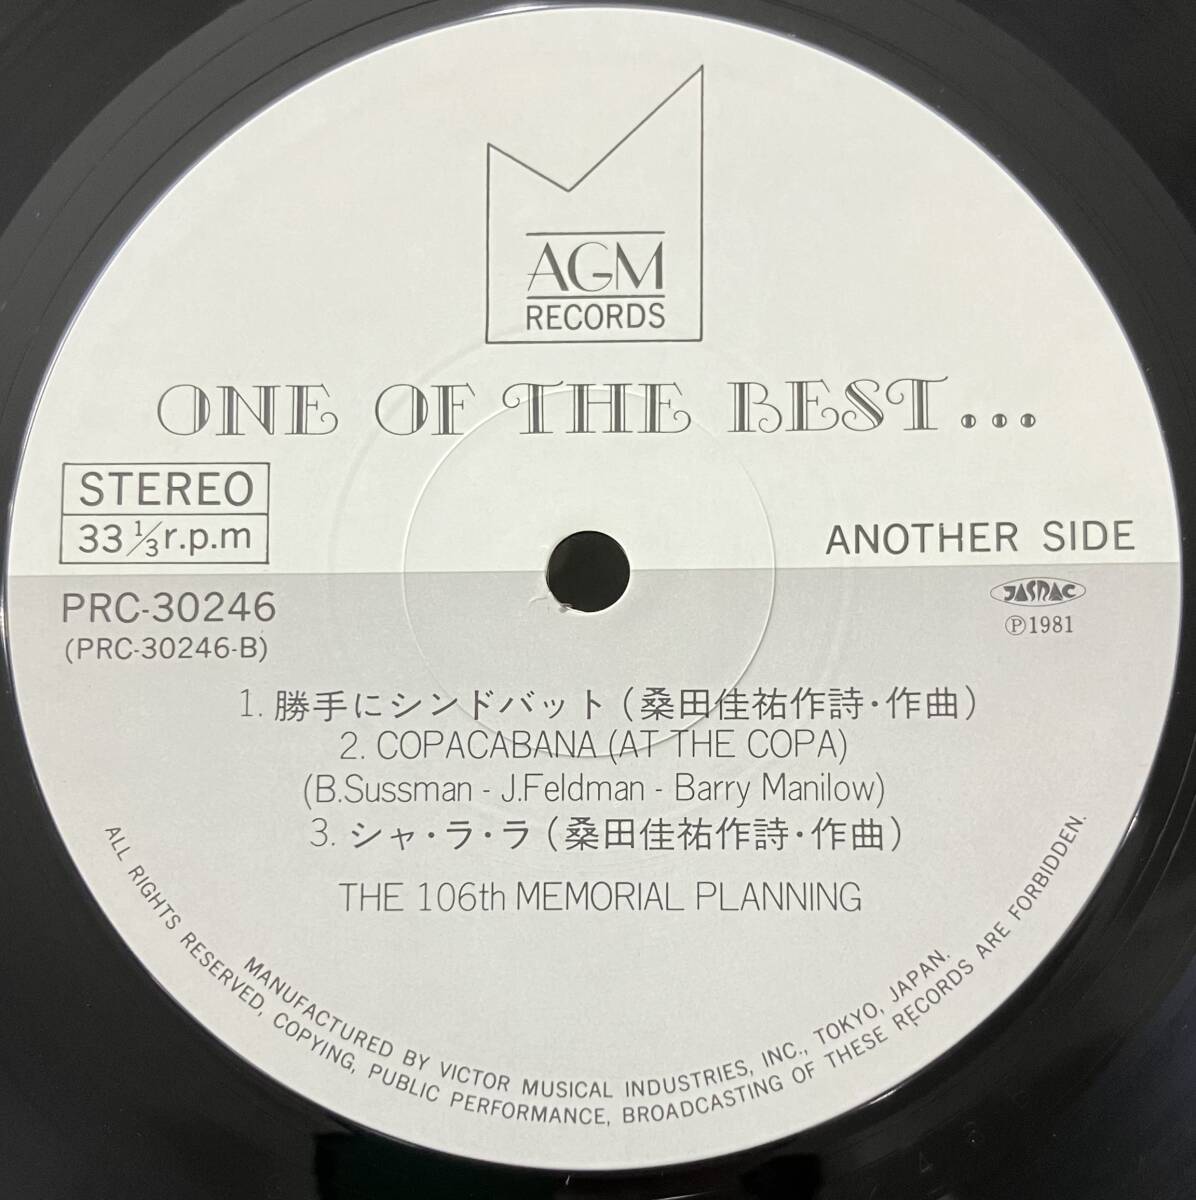 AGM
RECORDS
ONE OF THE BEST...
STEREO
33 1/3 r.p.m
ANOTHER SIDE
PRC-30246
(PRC-30246-B)
JASRAC
Ⓟ1981
1. 勝手にシンドバット（桑田佳祐作詩・作曲）
2. COPACABANA (AT THE COPA)
(B.Sussman - J.Feldman - Barry Manilow)
3. シャ・ラ・ラ（桑田佳祐作詩・作曲）
THE 106th MEMORIAL PLANNING
MANUFACTURED BY VICTOR MUSICAL INDUSTRIES, INC., TOKYO, JAPAN.
ALL RIGHTS RESERVED, COPYING, PUBLIC PERFORMANCE, BROADCASTING OF THESE RECORDS ARE FORBIDDEN.